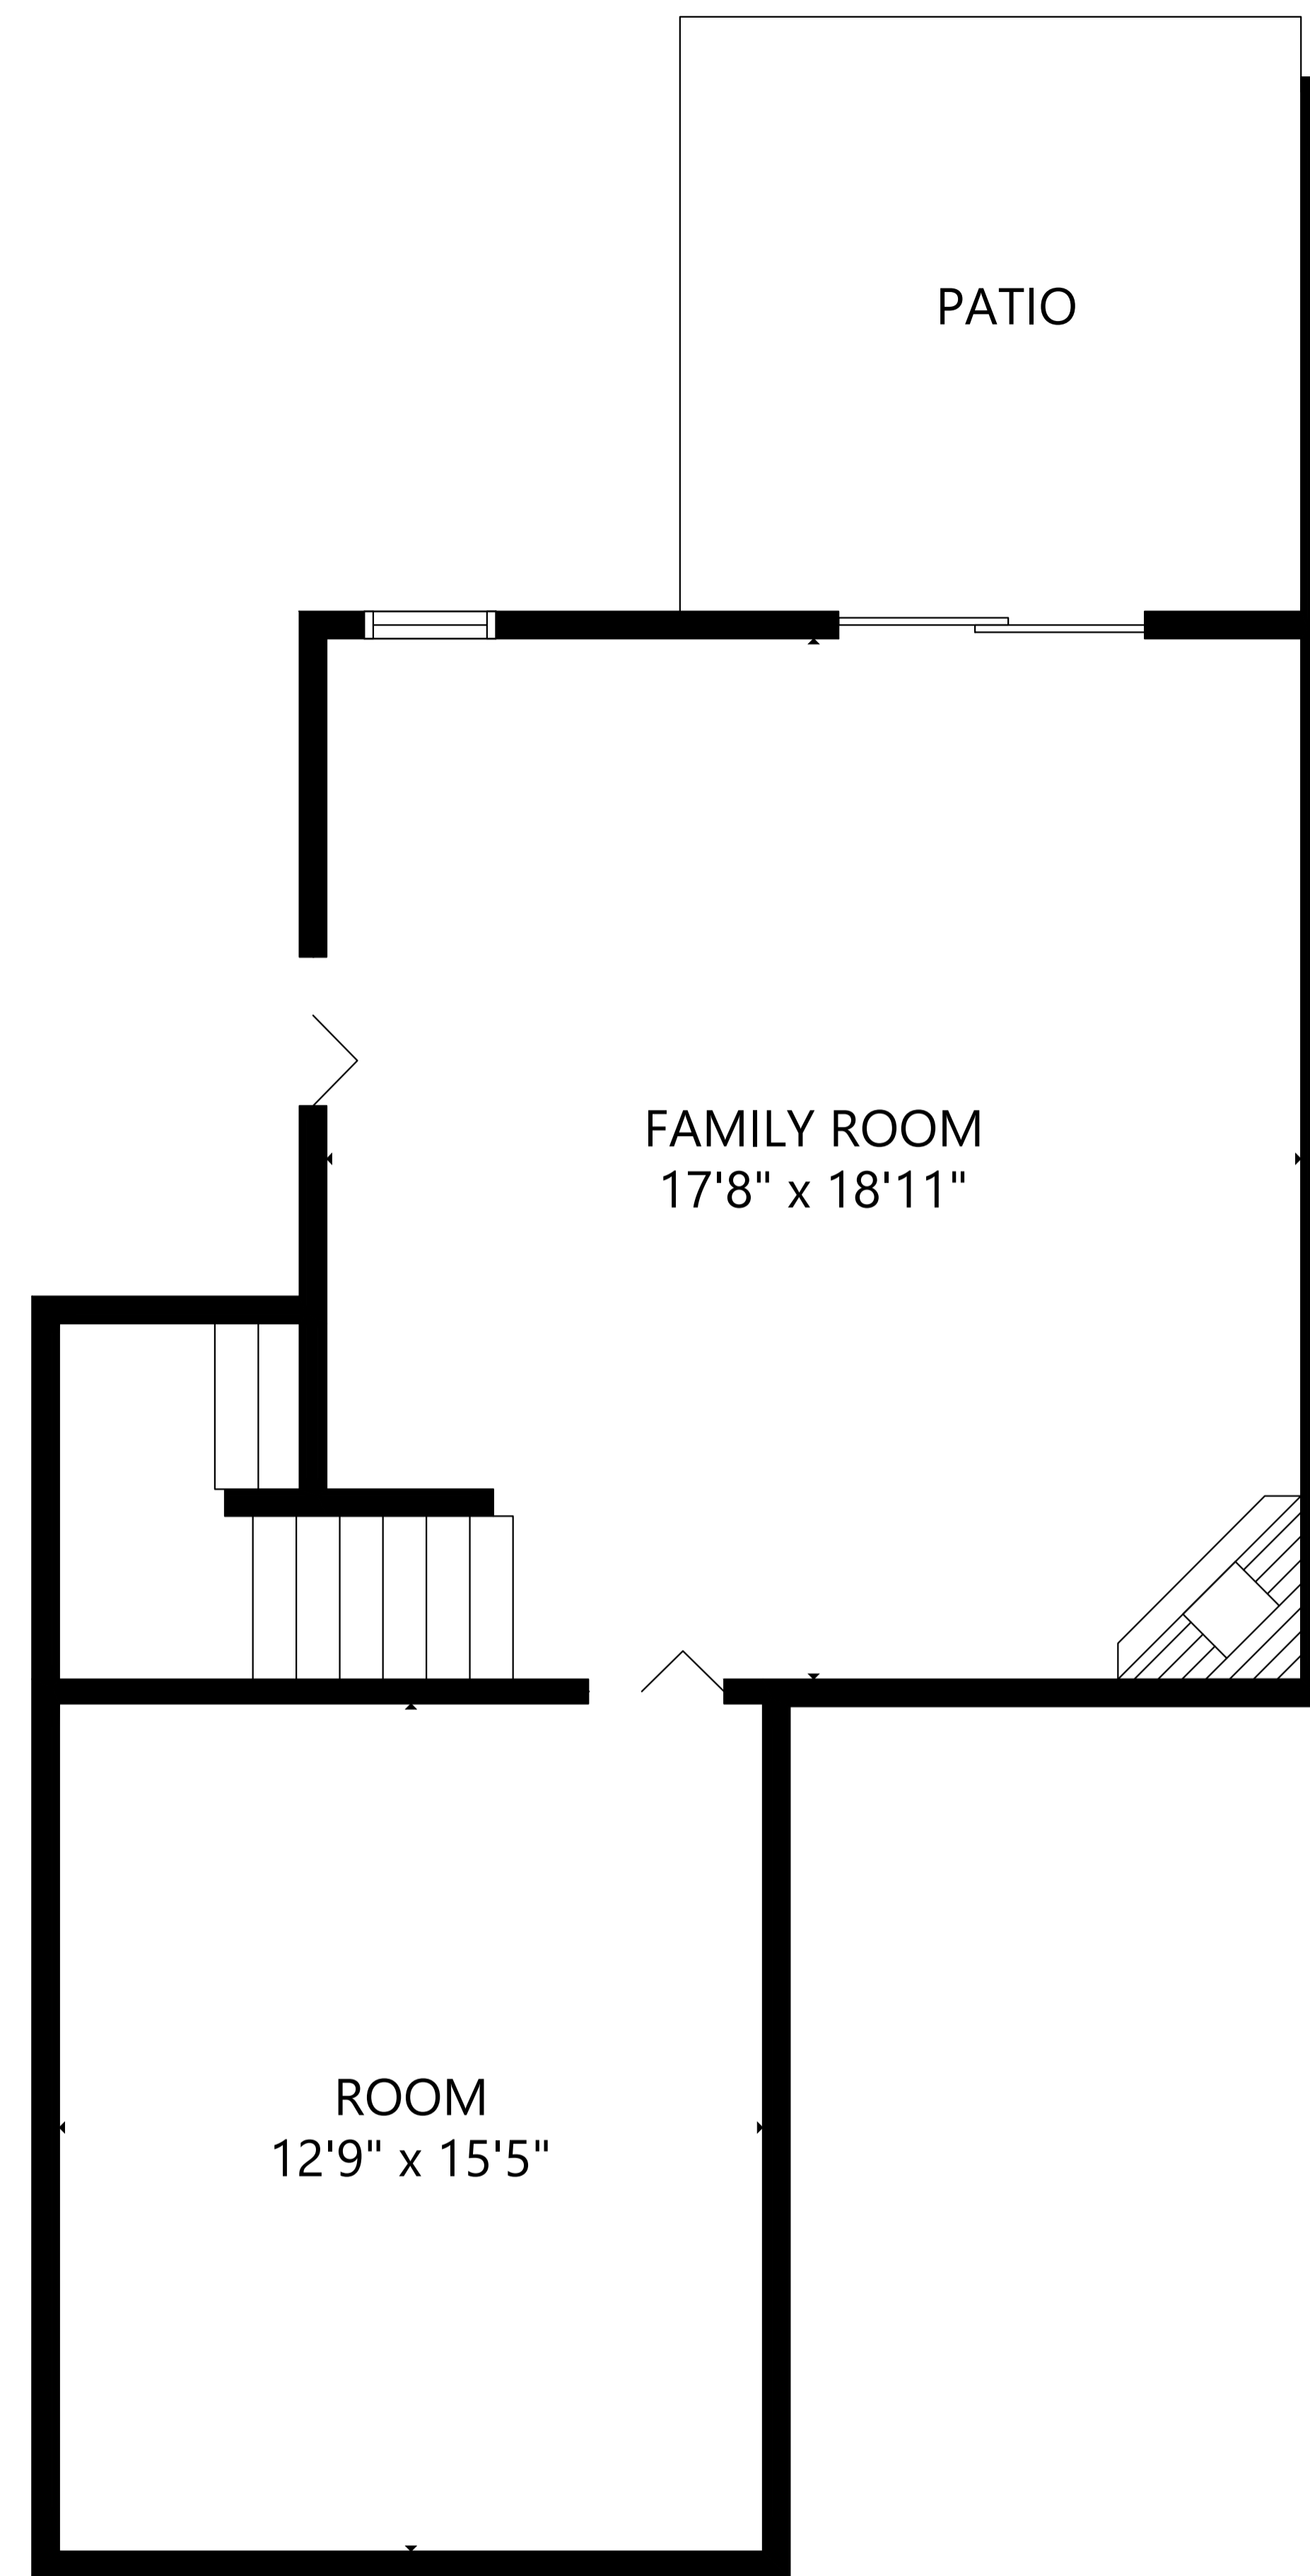 PATIO
FAMILY ROOM
17'8" x 18'11"
ROOM
12'9" x 15'5"